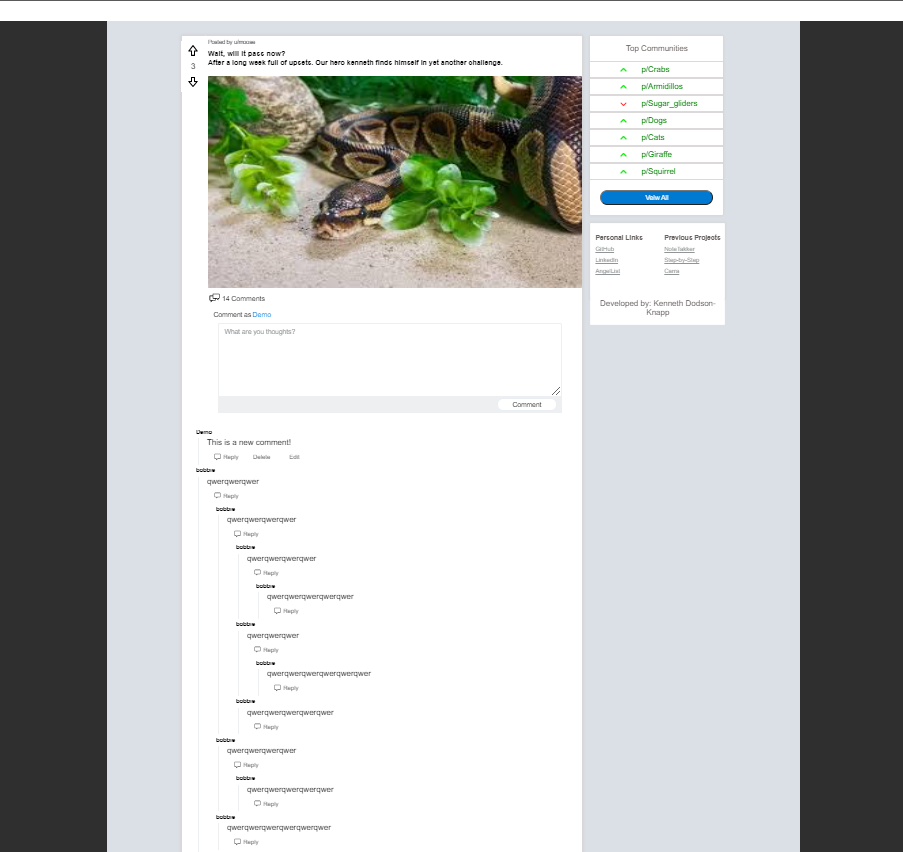 Posted by u/moose
Wait, will it pass now?
After a long week full of upsets. Our hero kenneth finds himself in yet another challenge.
3
14 Comments
Comment as Demo
What are you thoughts?
Comment
Demo
This is a new comment!
Reply Delete Edit
bobbie
qwerqwerqwer
Reply
bobbie
qwerqwerqwerqwer
Reply
bobbie
qwerqwerqwerqwer
Reply
bobbie
qwerqwerqwerqwerqwer
Reply
bobbie
qwerqwerqwer
Reply
bobbie
qwerqwerqwerqwerqwerqwer
Reply
bobbie
qwerqwerqwerqwerqwer
Reply
bobbie
qwerqwerqwerqwer
Reply
bobbie
qwerqwerqwerqwerqwer
Reply
bobbie
qwerqwerqwerqwerqwerqwer
Reply
Top Communities
p/Crabs
p/Armidillos
p/Sugar_gliders
p/Dogs
p/Cats
p/Giraffe
p/Squirrel
Veiw All
Personal Links
GitHub
LinkedIn
AngelList
Previous Projects
NoteTakker
Step-by-Step
Carra
Developed by: Kenneth Dodson-
Knapp